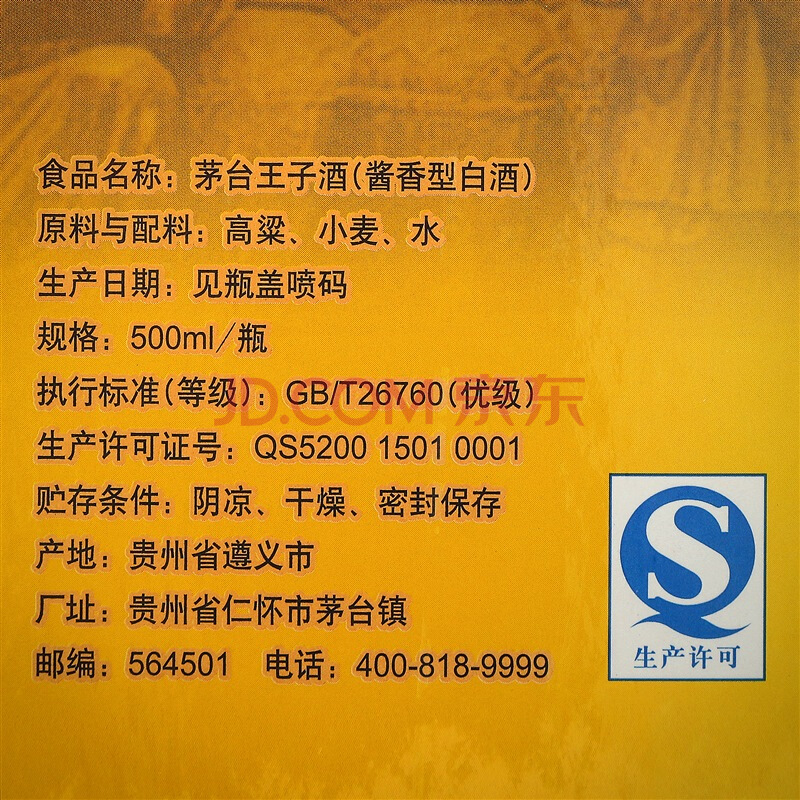 食品名称：茅台王子酒(酱香型白酒)
原料与配料：高粱、小麦、水
生产日期：见瓶盖喷码
规格：500ml／瓶
执行标准(等级)：GB/T26760(优级)
JD.COM 京东
生产许可证号：QS5200 1501 0001
贮存条件：阴凉、干燥、密封保存
产地：贵州省遵义市
厂址：贵州省仁怀市茅台镇
邮编：564501 电话：400-818-9999
QS
生产许可